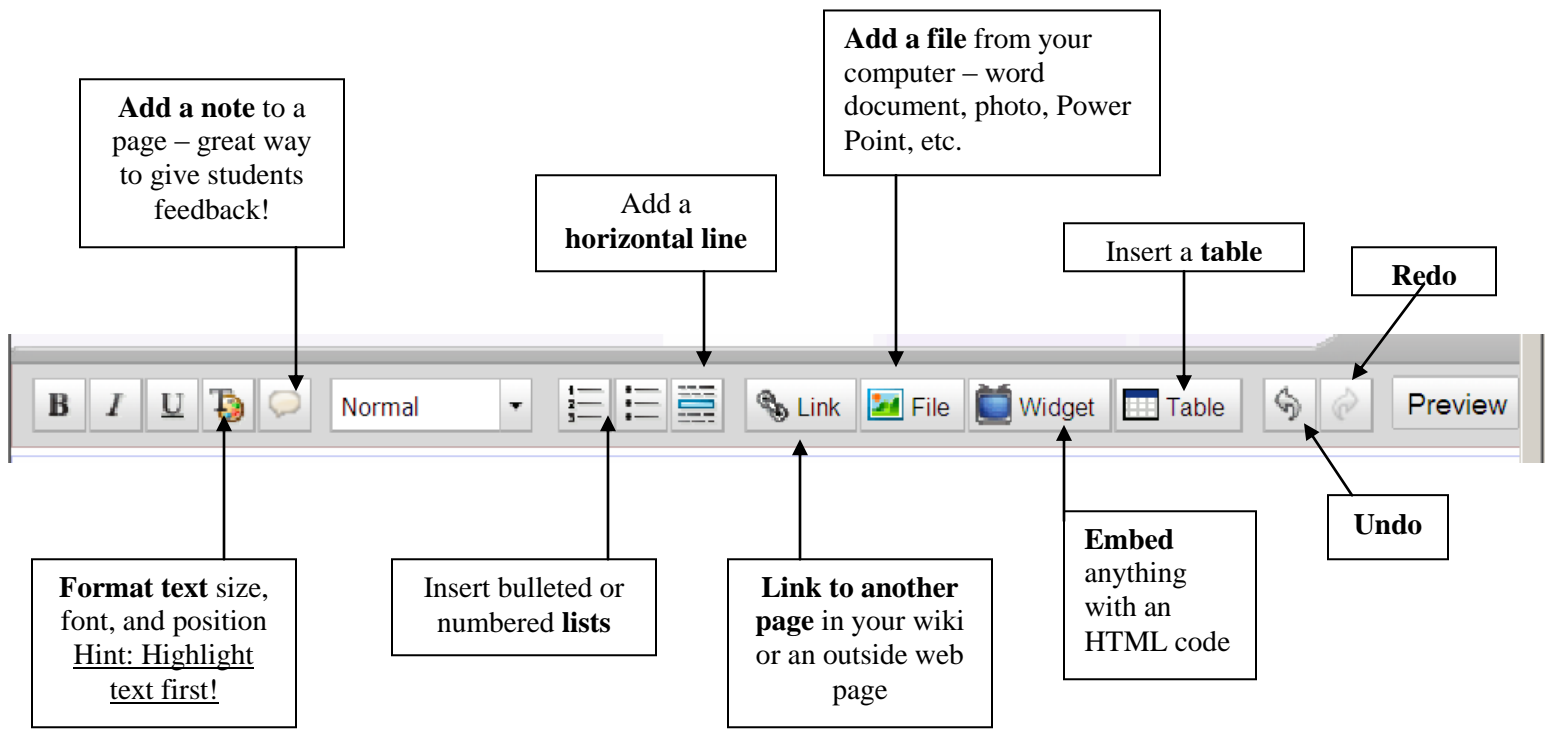 Add a file from your
computer – word
document, photo, Power
Point, etc.
Add a note to a
page – great way
to give students
feedback!
Add a
horizontal line
Insert a table
Redo
B I U T Normal 1 2 3 Link File Widget Table Preview
Undo
Format text size,
font, and position
Hint: Highlight
text first!
Insert bulleted or
numbered lists
Link to another
page in your wiki
or an outside web
page
Embed
anything
with an
HTML code